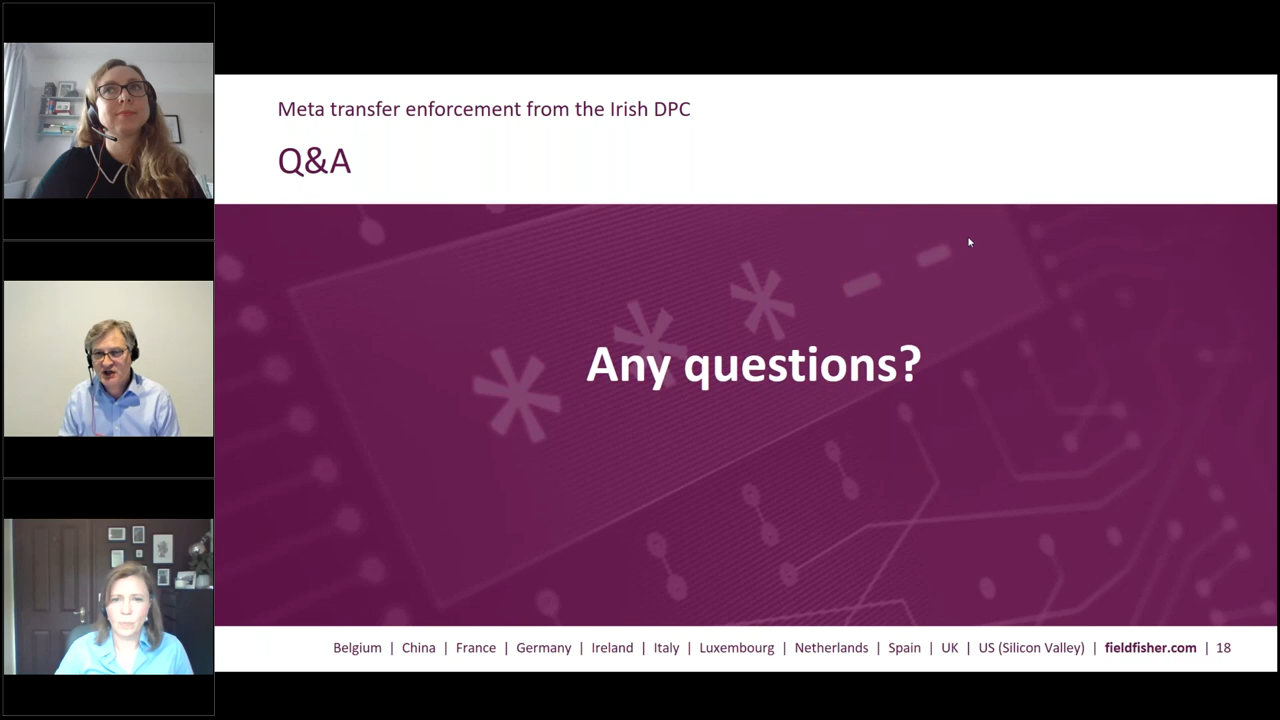 Meta transfer enforcement from the Irish DPC
Q&A
Any questions?
Belgium | China | France | Germany | Ireland | Italy | Luxembourg | Netherlands | Spain | UK | US (Silicon Valley) | fieldfisher.com | 18